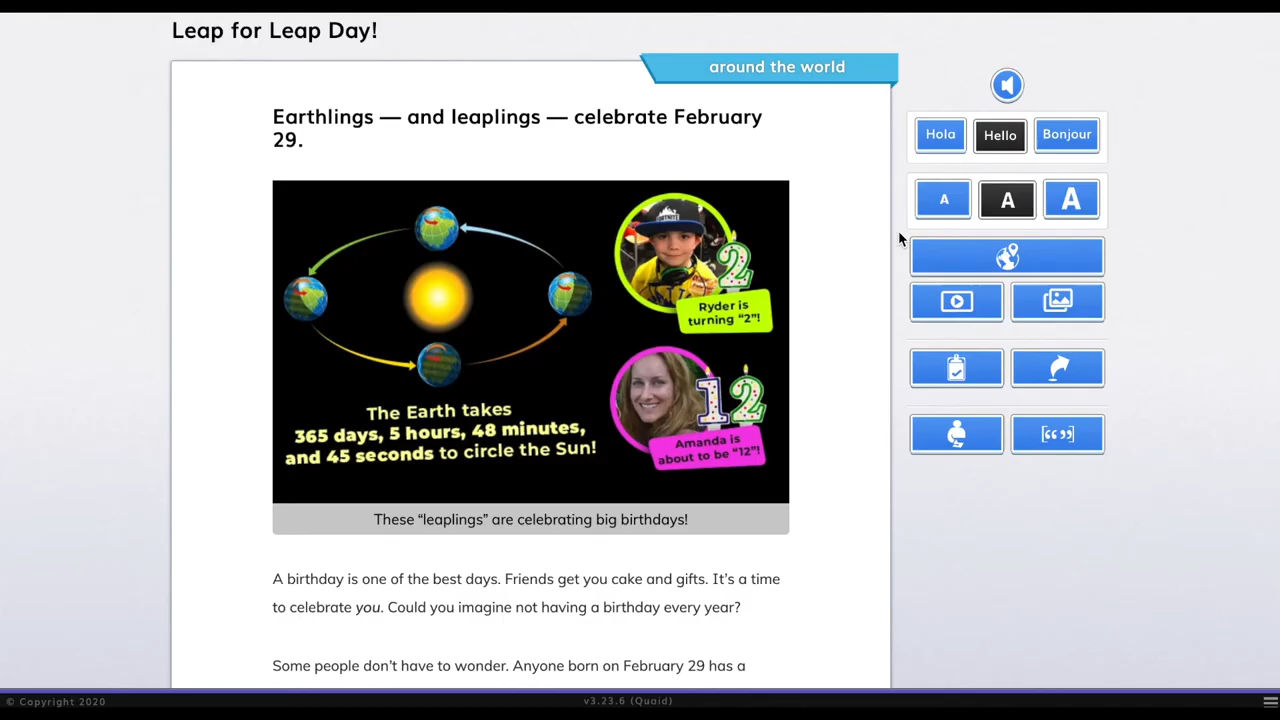 Leap for Leap Day!
around the world
Earthlings — and leaplings — celebrate February
29.
Hola
Hello
Bonjour
A
A
A
FORTNITE
2
Ryder is
turning “2”!
12
Amanda is
about to be “12”!
The Earth takes
365 days, 5 hours, 48 minutes,
and 45 seconds to circle the Sun!
These “leaplings” are celebrating big birthdays!
A birthday is one of the best days. Friends get you cake and gifts. It’s a time
to celebrate you. Could you imagine not having a birthday every year?
Some people don’t have to wonder. Anyone born on February 29 has a
© Copyright 2020
v3.23.6 (Quaid)